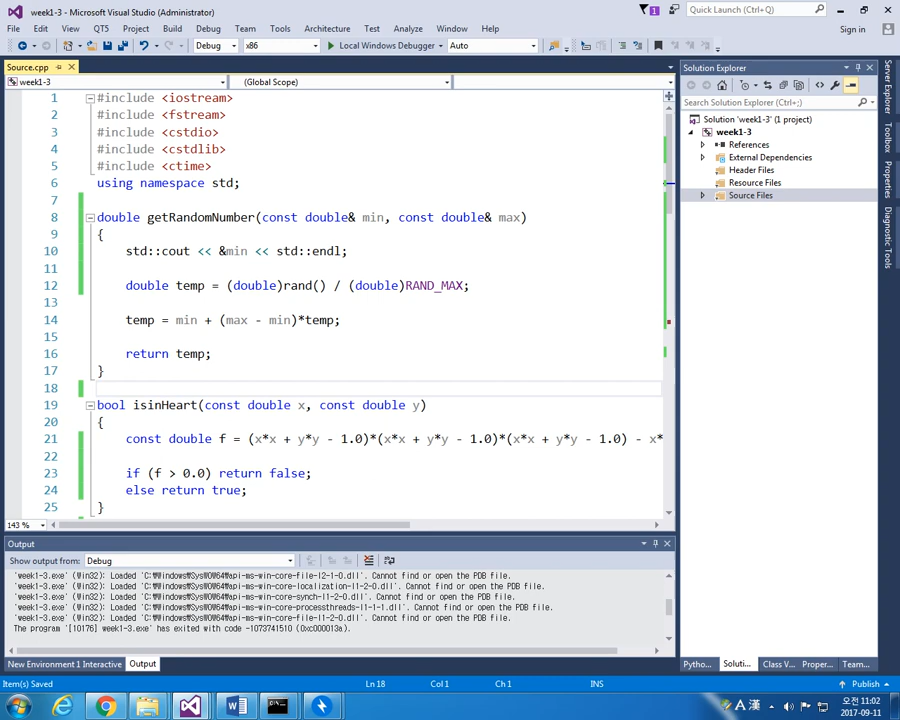 week1-3 - Microsoft Visual Studio (Administrator)
1
Quick Launch (Ctrl+Q)
File Edit View QT5 Project Build Debug Team Tools Architecture Test Analyze Window Help
Sign in
Debug x86 Local Windows Debugger Auto
Source.cpp
week1-3 (Global Scope)
1 #include <iostream>
2 #include <fstream>
3 #include <cstdio>
4 #include <cstdlib>
5 #include <ctime>
6 using namespace std;
7
8 double getRandomNumber(const double& min, const double& max)
9 {
10 std::cout << &min << std::endl;
11
12 double temp = (double)rand() / (double)RAND_MAX;
13
14 temp = min + (max - min)*temp;
15
16 return temp;
17 }
18
19 bool isinHeart(const double x, const double y)
20 {
21 const double f = (x*x + y*y - 1.0)*(x*x + y*y - 1.0)*(x*x + y*y - 1.0) - x*
22
23 if (f > 0.0) return false;
24 else return true;
25 }
143 %
Solution Explorer
Search Solution Explorer (Ctrl+;)
Solution 'week1-3' (1 project)
week1-3
References
External Dependencies
Header Files
Resource Files
Source Files
Server Explorer
Toolbox
Properties
Diagnostic Tools
Output
Show output from: Debug
'week1-3.exe' (Win32): Loaded 'C:₩Windows₩SysWOW64₩api-ms-win-core-file-l2-1-0.dll'. Cannot find or open the PDB file.
'week1-3.exe' (Win32): Loaded 'C:₩Windows₩SysWOW64₩api-ms-win-core-localization-l1-2-0.dll'. Cannot find or open the PDB file.
'week1-3.exe' (Win32): Loaded 'C:₩Windows₩SysWOW64₩api-ms-win-core-synch-l1-2-0.dll'. Cannot find or open the PDB file.
'week1-3.exe' (Win32): Loaded 'C:₩Windows₩SysWOW64₩api-ms-win-core-processthreads-l1-1-1.dll'. Cannot find or open the PDB file.
'week1-3.exe' (Win32): Loaded 'C:₩Windows₩SysWOW64₩api-ms-win-core-file-l1-2-0.dll'. Cannot find or open the PDB file.
The program '[10176] week1-3.exe' has exited with code -1073741510 (0xc000013a).
New Environment 1 Interactive Output
Pytho... Soluti... Class V... Proper... Team...
Item(s) Saved Ln 18 Col 1 Ch 1 INS Publish
A 漢
오전 11:02
2017-09-11